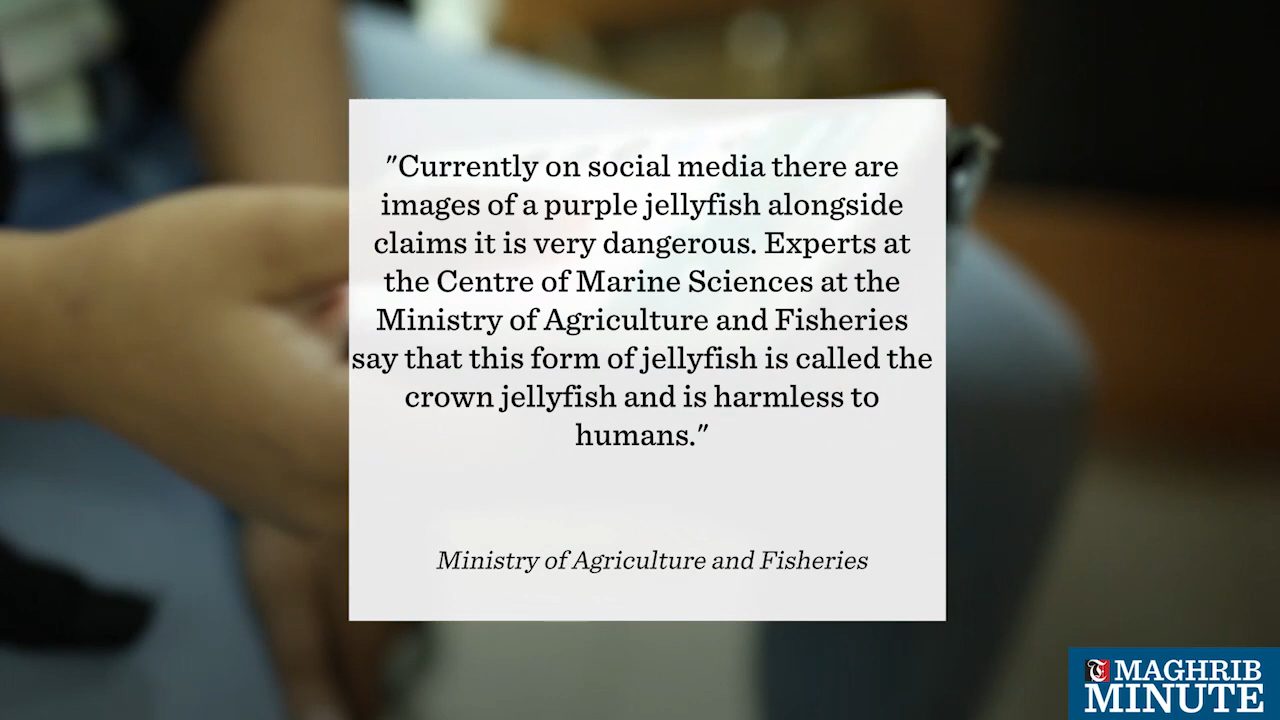 "Currently on social media there are
images of a purple jellyfish alongside
claims it is very dangerous. Experts at
the Centre of Marine Sciences at the
Ministry of Agriculture and Fisheries
say that this form of jellyfish is called the
crown jellyfish and is harmless to
humans."
Ministry of Agriculture and Fisheries
T MAGHRIB
MINUTE